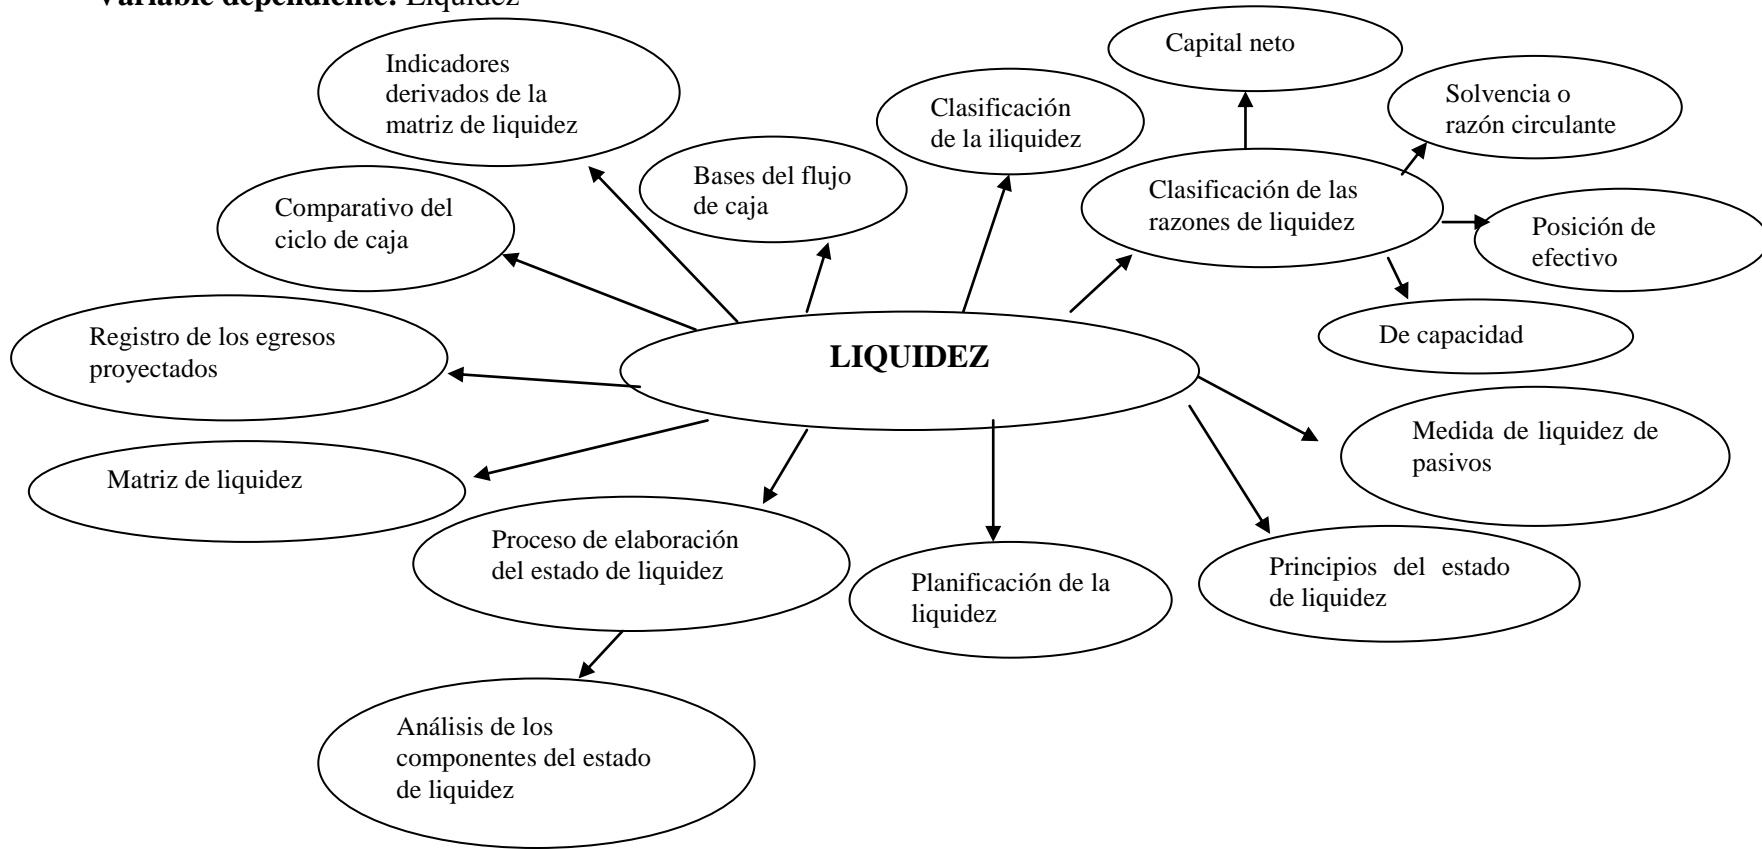 Variable dependiente: Liquidez
Capital neto
Indicadores
derivados de la
matriz de liquidez
Clasificación
de la iliquidez
Solvencia o
razón circulante
Bases del flujo
de caja
Clasificación de las
razones de liquidez
Comparativo del
ciclo de caja
Posición de
efectivo
Registro de los egresos
proyectados
LIQUIDEZ
De capacidad
Medida de liquidez de
pasivos
Matriz de liquidez
Proceso de elaboración
del estado de liquidez
Planificación de la
liquidez
Principios del estado
de liquidez
Análisis de los
componentes del estado
de liquidez